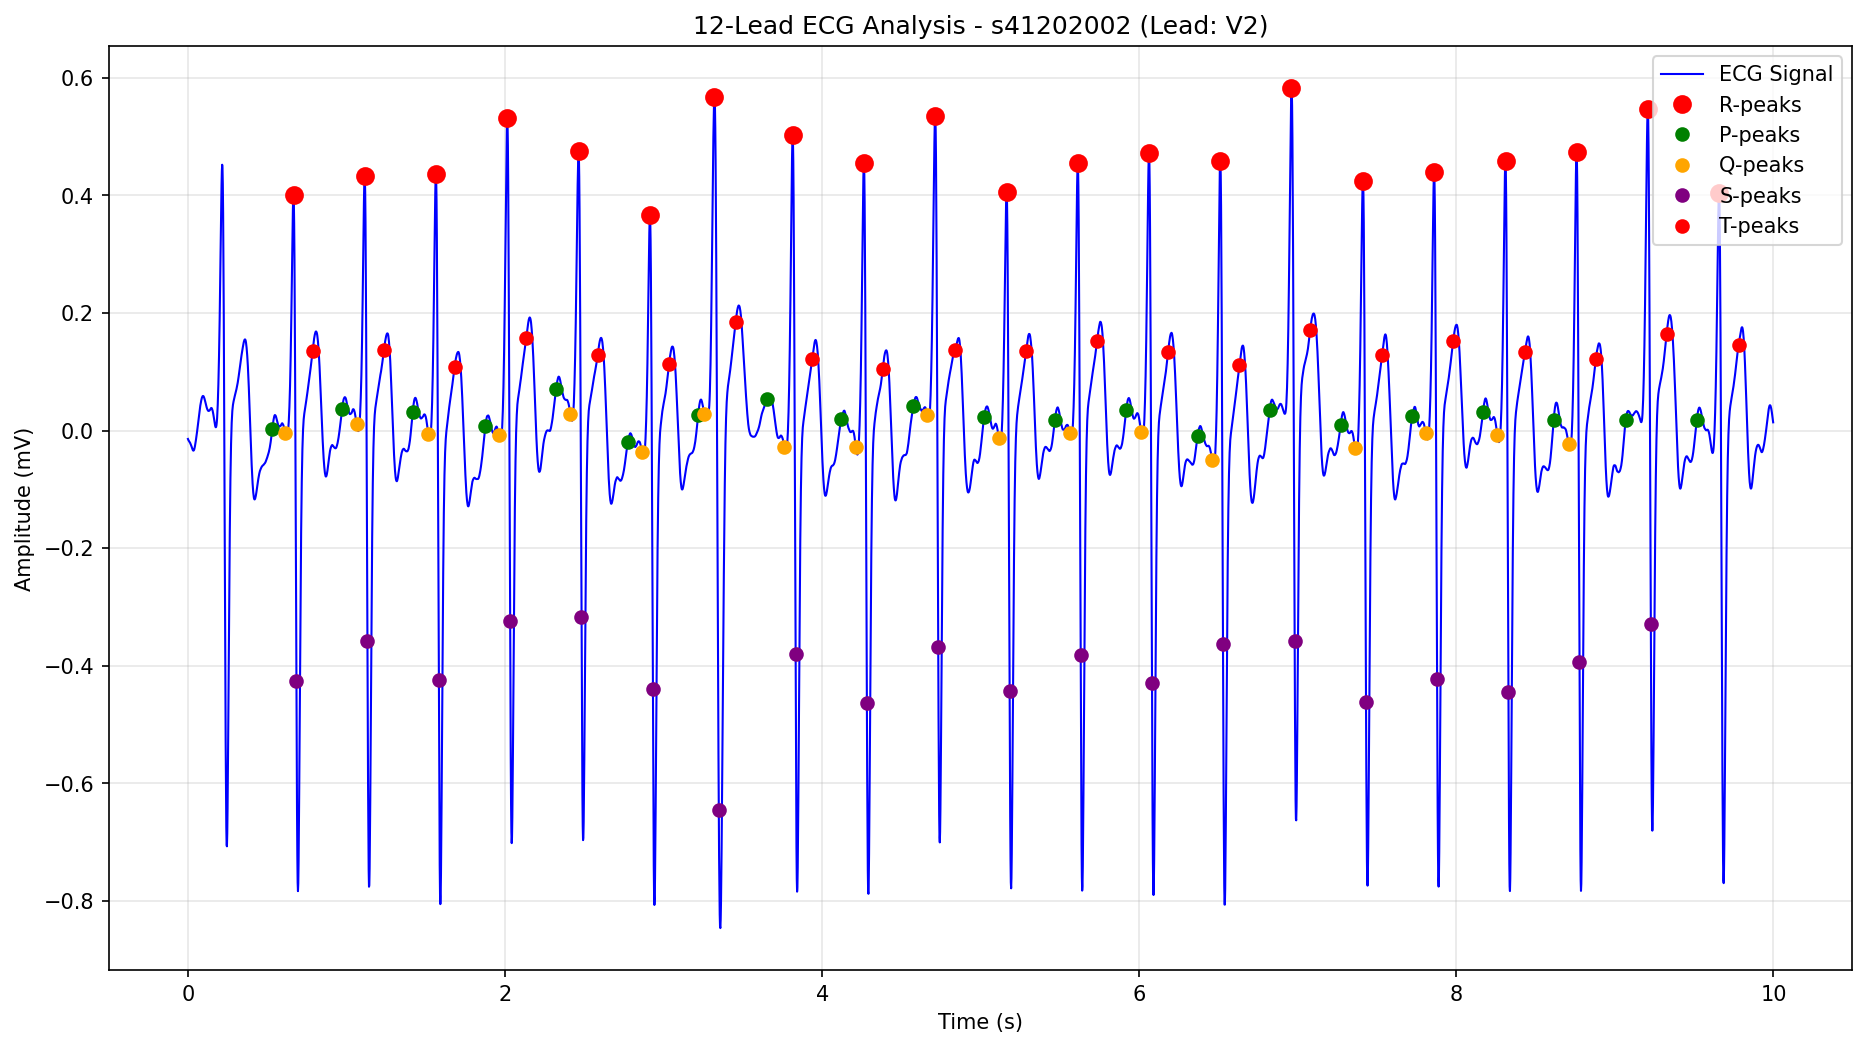 12-Lead ECG Analysis - s41202002 (Lead: V2)
ECG Signal
R-peaks
P-peaks
Q-peaks
S-peaks
T-peaks
0.6
0.4
0.2
0.0
−0.2
−0.4
−0.6
−0.8
Amplitude (mV)
0 2 4 6 8 10
Time (s)